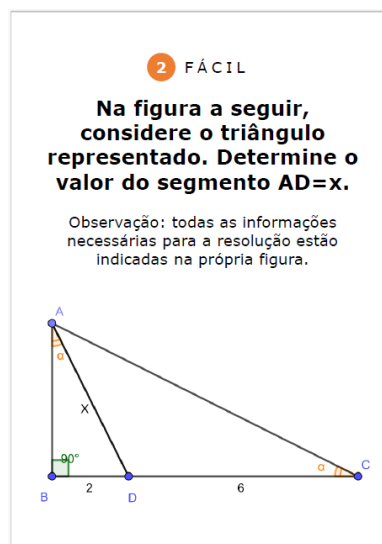 2 FÁCIL
Na figura a seguir,
considere o triângulo
representado. Determine o
valor do segmento AD=x.
Observação: todas as informações
necessárias para a resolução estão
indicadas na própria figura.
A
α
X
90°
α
C
B
2
D
6